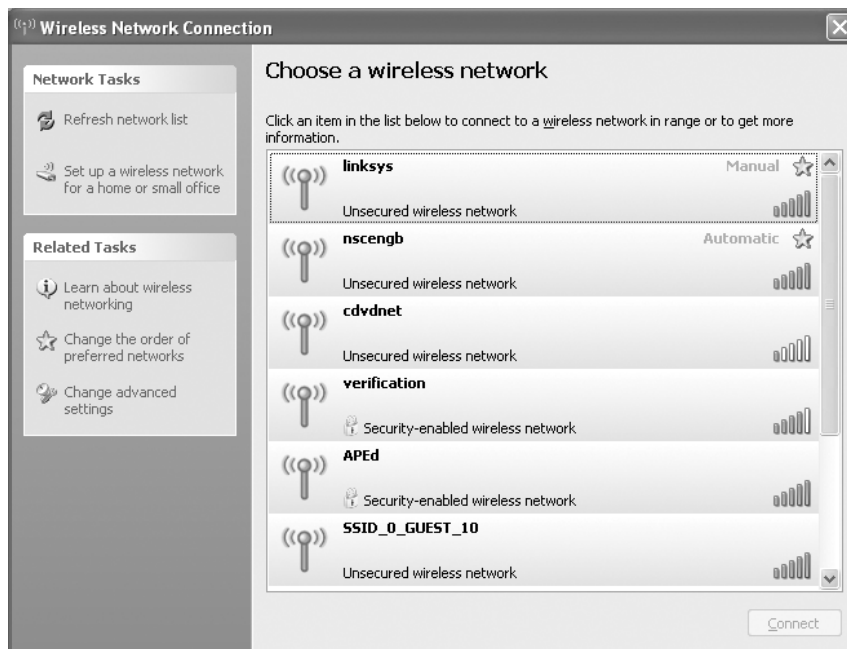 Wireless Network Connection
Network Tasks
Refresh network list
Set up a wireless network
for a home or small office
Related Tasks
Learn about wireless
networking
Change the order of
preferred networks
Change advanced
settings
Choose a wireless network
Click an item in the list below to connect to a wireless network in range or to get more
information.
linksys
Manual
Unsecured wireless network
nscengb
Automatic
Unsecured wireless network
cdvdnet
Unsecured wireless network
verification
Security-enabled wireless network
APEd
Security-enabled wireless network
SSID_0_GUEST_10
Unsecured wireless network
Connect